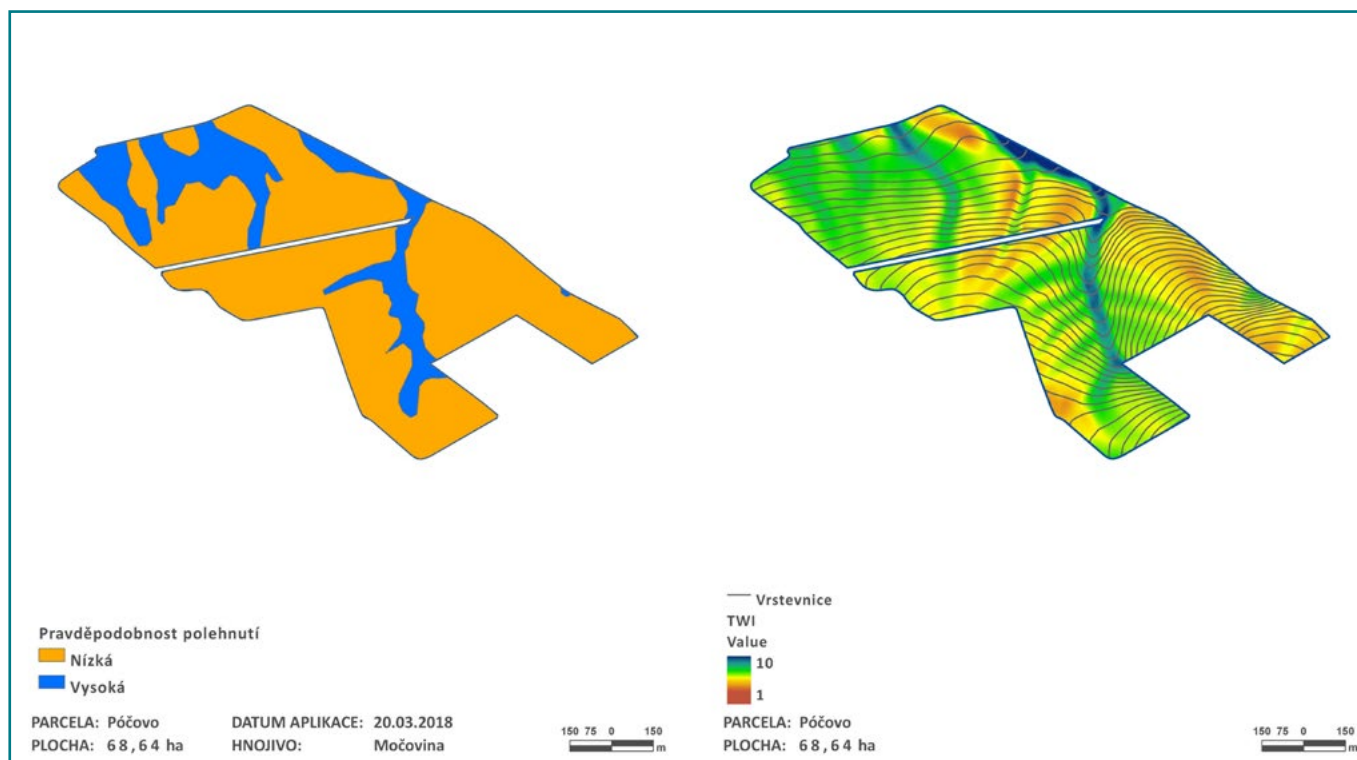 Pravděpodobnost polehnutí
Nízká
Vysoká
PARCELA: Póčovo DATUM APLIKACE: 20.03.2018
PLOCHA: 68,64 ha HNOJIVO: Močovina
150 75 0 150
m
Vrstevnice
TWI
Value
10
1
PARCELA: Póčovo
PLOCHA: 68,64 ha
150 75 0 150
m